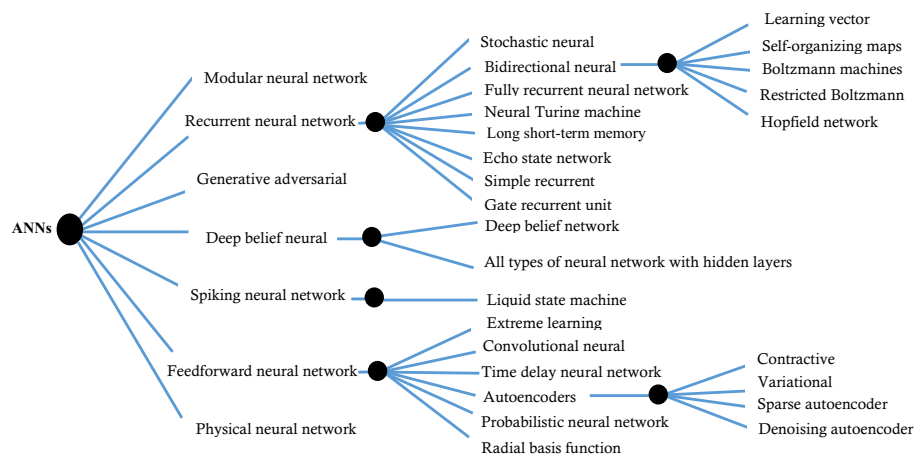 ANNs
Modular neural network
Recurrent neural network
Generative adversarial
Deep belief neural
Spiking neural network
Feedforward neural network
Physical neural network
Stochastic neural
Bidirectional neural
Fully recurrent neural network
Neural Turing machine
Long short-term memory
Echo state network
Simple recurrent
Gate recurrent unit
Deep belief network
All types of neural network with hidden layers
Liquid state machine
Extreme learning
Convolutional neural
Time delay neural network
Autoencoders
Probabilistic neural network
Radial basis function
Learning vector
Self-organizing maps
Boltzmann machines
Restricted Boltzmann
Hopfield network
Contractive
Variational
Sparse autoencoder
Denoising autoencoder